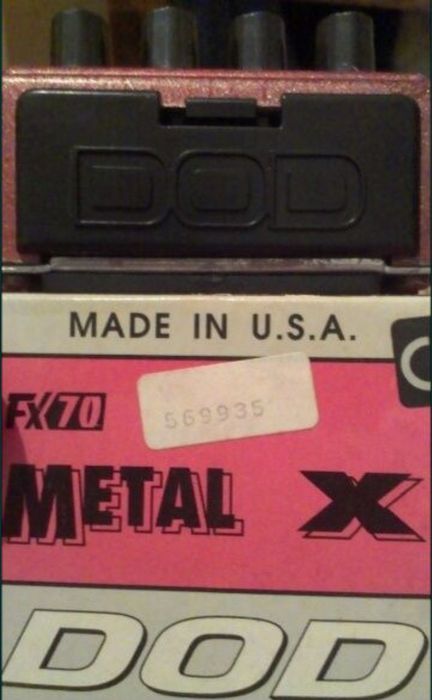 DOD
MADE IN U.S.A.
FX70
569935
METAL X
DOD